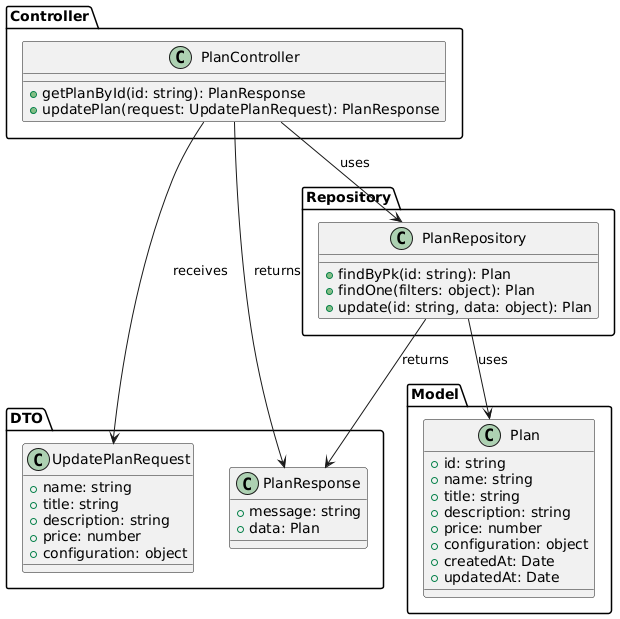 Controller
C PlanController
getPlanById(id: string): PlanResponse
updatePlan(request: UpdatePlanRequest): PlanResponse
uses
Repository
C PlanRepository
findByPk(id: string): Plan
findOne(filters: object): Plan
update(id: string, data: object): Plan
receives
returns
returns
uses
DTO
C UpdatePlanRequest
name: string
title: string
description: string
price: number
configuration: object
C PlanResponse
message: string
data: Plan
Model
C Plan
id: string
name: string
title: string
description: string
price: number
configuration: object
createdAt: Date
updatedAt: Date